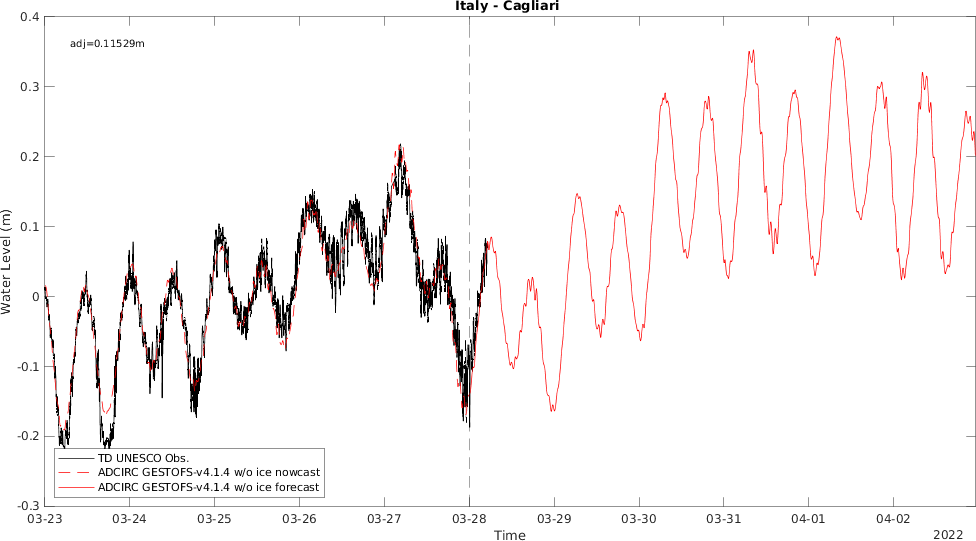 Italy - Cagliari
adj=0.11529m
0.4
0.3
0.2
0.1
0
-0.1
-0.2
-0.3
Water Level (m)
TD UNESCO Obs.
ADCIRC GESTOFS-v4.1.4 w/o ice nowcast
ADCIRC GESTOFS-v4.1.4 w/o ice forecast
03-23 03-24 03-25 03-26 03-27 03-28 03-29 03-30 03-31 04-01 04-02
Time
2022